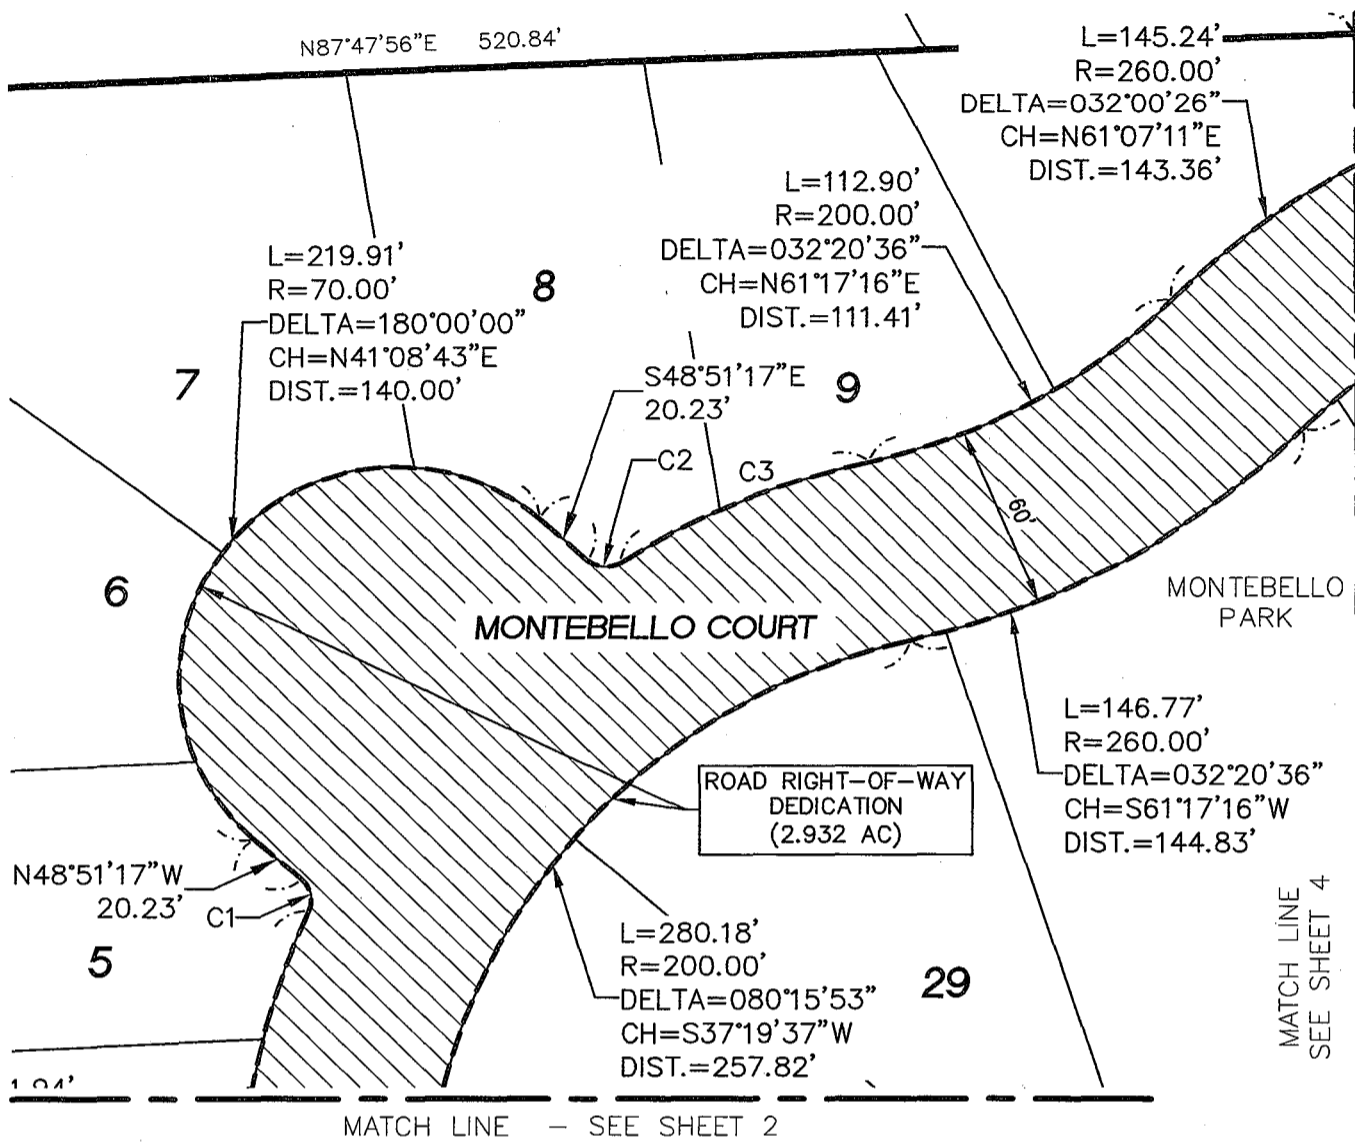 N87°47'56"E 520.84'
L=145.24'
R=260.00'
DELTA=032°00'26"
CH=N61°07'11"E
DIST.=143.36'
L=112.90'
R=200.00'
DELTA=032°20'36"
CH=N61°17'16"E
DIST.=111.41'
L=219.91'
R=70.00'
DELTA=180°00'00"
CH=N41°08'43"E
DIST.=140.00'
8
7
S48°51'17"E
20.23'
9
C2
C3
60'
6
MONTEBELLO COURT
MONTEBELLO
PARK
L=146.77'
R=260.00'
DELTA=032°20'36"
CH=S61°17'16"W
DIST.=144.83'
ROAD RIGHT-OF-WAY
DEDICATION
(2.932 AC)
N48°51'17"W
20.23'
C1
5
L=280.18'
R=200.00'
DELTA=080°15'53"
CH=S37°19'37"W
DIST.=257.82'
29
MATCH LINE
SEE SHEET 4
MATCH LINE - SEE SHEET 2